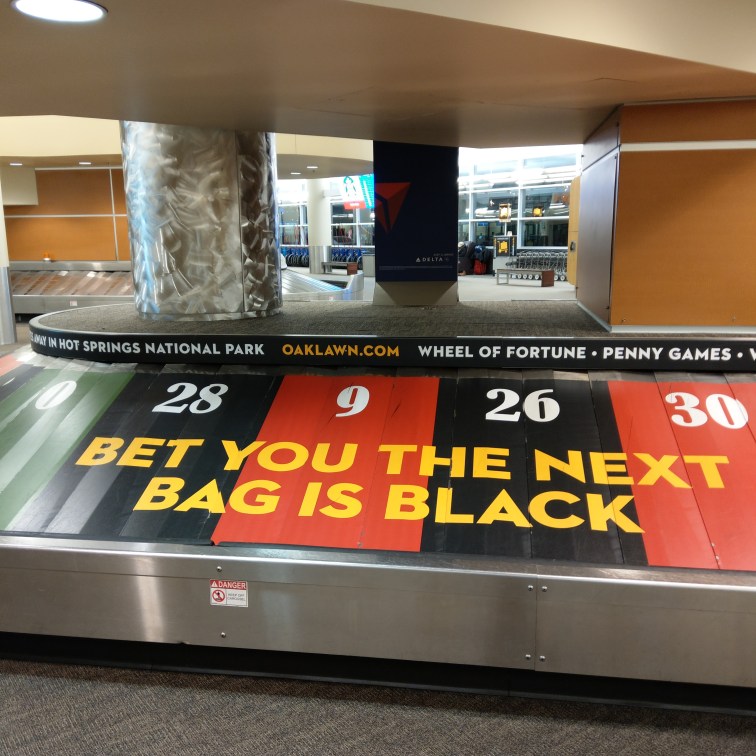 AWAY IN HOT SPRINGS NATIONAL PARK OAKLAWN.COM WHEEL OF FORTUNE • PENNY GAMES •
0 28 9 26 30
BET YOU THE NEXT
BAG IS BLACK
DELTA
DANGER